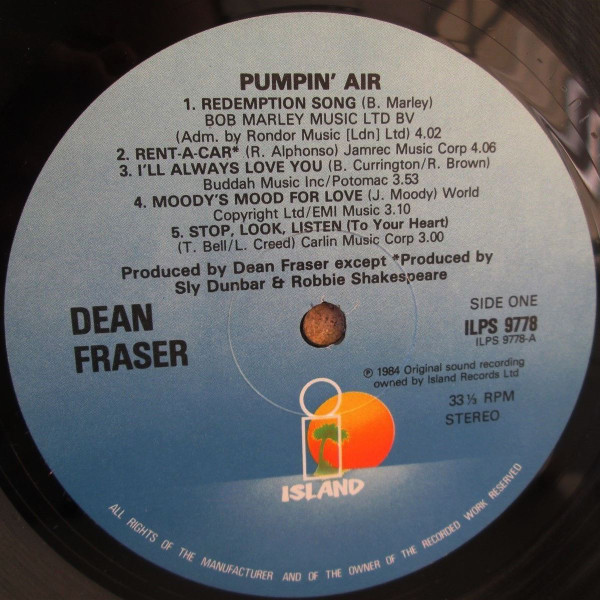 PUMPIN' AIR
1. REDEMPTION SONG (B. Marley)
BOB MARLEY MUSIC LTD BV
(Adm. by Rondor Music [Ldn] Ltd) 4.02
2. RENT-A-CAR* (R. Alphonso) Jamrec Music Corp 4.06
3. I'LL ALWAYS LOVE YOU (B. Currington/R. Brown)
Buddah Music Inc/Potomac 3.53
4. MOODY'S MOOD FOR LOVE (J. Moody) World
Copyright Ltd/EMI Music 3.10
5. STOP, LOOK, LISTEN (To Your Heart)
(T. Bell/L. Creed) Carlin Music Corp 3.00
Produced by Dean Fraser except *Produced by
Sly Dunbar & Robbie Shakespeare
DEAN
FRASER
SIDE ONE
ILPS 9778
ILPS 9778-A
℗ 1984 Original sound recording
owned by Island Records Ltd
33⅓ RPM
STEREO
ISLAND
ALL RIGHTS OF THE MANUFACTURER AND OF THE OWNER OF THE RECORDED WORK RESERVED